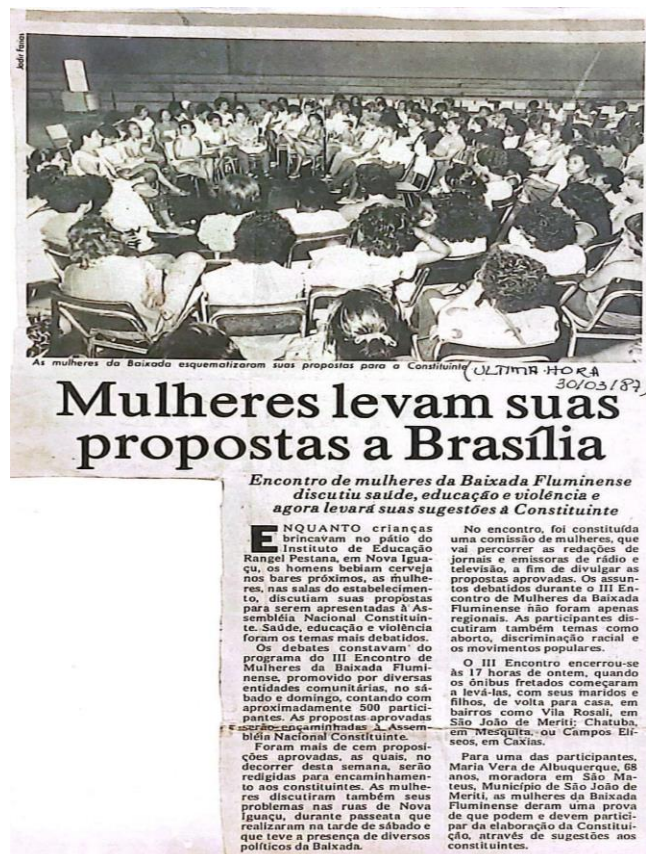 Jodir Farias
As mulheres da Baixada esquematizaram suas propostas para a Constituinte
(ULTIMA HORA
30/03/87)
Mulheres levam suas
propostas a Brasília
Encontro de mulheres da Baixada Fluminense
discutiu saúde, educação e violência e
agora levará suas sugestões à Constituinte
ENQUANTO crianças
brincavam no pátio do
Instituto de Educação
Rangel Pestana, em Nova Igua-
çu, os homens bebiam cerveja
nos bares próximos, as mulhe-
res, nas salas do estabelecimen-
to, discutiam suas propostas
para serem apresentadas à As-
sembléia Nacional Constituin-
te. Saúde, educação e violência
foram os temas mais debatidos.
Os debates constavam do
programa do III Encontro de
Mulheres da Baixada Flumi-
nense, promovido por diversas
entidades comunitárias, no sá-
bado e domingo, contando com
aproximadamente 500 partici-
pantes. As propostas aprovadas
serão encaminhadas à Assem-
bléia Nacional Constituinte.
Foram mais de cem proposi-
ções aprovadas, as quais, no
decorrer desta semana, serão
redigidas para encaminhamen-
to aos constituintes. As mulhe-
res discutiram também seus
problemas nas ruas de Nova
Iguaçu, durante passeata que
realizaram na tarde de sábado e
que teve a presença de diversos
políticos da Baixada.
No encontro, foi constituída
uma comissão de mulheres, que
vai percorrer as redações de
jornais e emissoras de rádio e
televisão, a fim de divulgar as
propostas aprovadas. Os assun-
tos debatidos durante o III En-
contro de Mulheres da Baixada
Fluminense não foram apenas
regionais. As participantes dis-
cutiram também temas como
aborto, discriminação racial e
os movimentos populares.
O III Encontro encerrou-se
às 17 horas de ontem, quando
os ônibus fretados começaram
a levá-las, com seus maridos e
filhos, de volta para casa, em
bairros como Vila Rosali, em
São João de Meriti; Chatuba,
em Mesquita, ou Campos Elí-
seos, em Caxias.
Para uma das participantes,
Maria Vera de Albuquerque, 68
anos, moradora em São Ma-
teus, Município de São João de
Meriti, as mulheres da Baixada
Fluminense deram uma prova
de que podem e devem partici-
par da elaboração da Constitui-
ção, através de sugestões aos
constituintes.